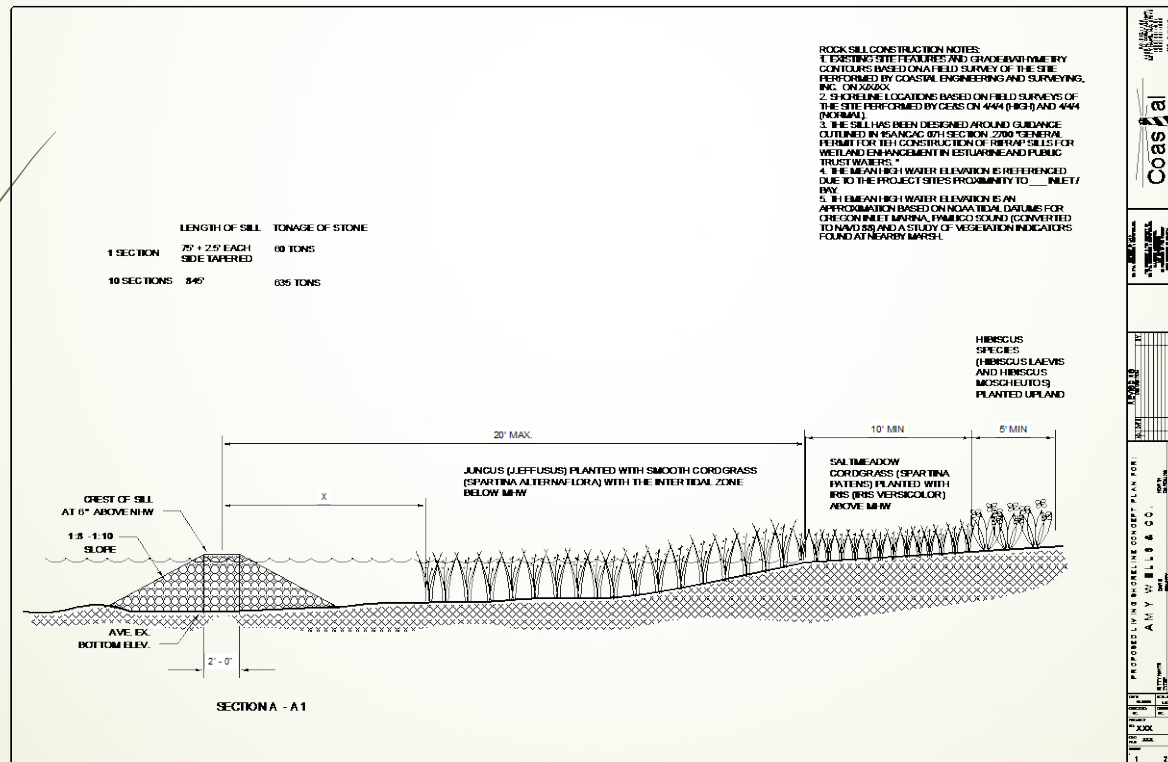 ROCK SILL CONSTRUCTION NOTES:
1. EXISTING SITE FEATURES AND GRADE/BATHYMETRY
CONTOURS BASED ON A FIELD SURVEY OF THE SITE
PERFORMED BY COASTAL ENGINEERING AND SURVEYING,
INC. ON X/X/XX.
2. SHORELINE LOCATIONS BASED ON FIELD SURVEYS OF
THE SITE PERFORMED BY CE&S ON 4/4/4 (HIGH) AND 4/4/4
(NORMAL).
3. THE SILL HAS BEEN DESIGNED AROUND GUIDANCE
OUTLINED IN 15A NCAC 07H SECTION .2700 "GENERAL
PERMIT FOR TEH CONSTRUCTION OF RIPRAP SILLS FOR
WETLAND ENHANCEMENT IN ESTUARINE AND PUBLIC
TRUST WATERS. "
4. THE MEAN HIGH WATER ELEVATION IS REFERENCED
DUE TO THE PROJECT SITE'S PROXIMINITY TO ___ INLET /
BAY.
5. TH EMEAN HIGH WATER ELEVATION IS AN
APPROXIMATION BASED ON NOAA TIDAL DATUMS FOR
OREGON INLET MARINA, PAMLICO SOUND (CONVERTED
TO NAVD 88) AND A STUDY OF VEGETATION INDICATORS
FOUND AT NEARBY MARSH.
LENGTH OF SILL TONAGE OF STONE
1 SECTION 75' + 2.5' EACH 60 TONS
SIDE TAPERED
10 SECTIONS 845' 635 TONS
HIBISCUS
SPECIES
(HIBISCUS LAEVIS
AND HIBISCUS
MOSCHEUTOS)
PLANTED UPLAND
20' MAX.
10' MIN
5' MIN
JUNCUS (J.EFFUSUS) PLANTED WITH SMOOTH CORDGRASS
(SPARTINA ALTERNAFLORA) WITH THE INTERTIDAL ZONE
BELOW MHW
SALTMEADOW
CORDGRASS (SPARTINA
PATENS) PLANTED WITH
IRIS (IRIS VERSICOLOR)
ABOVE MHW
X
CREST OF SILL
AT 6" ABOVE NHW
1:8 - 1:10
SLOPE
AVE. EX.
BOTTOM ELEV.
2' - 0"
SECTION A - A1
Coastal
REVISIONS
PROPOSED LIVING SHORELINE CONCEPT PLAN FOR:
AMY WELLS & CO.
XXX
XXX
1 2